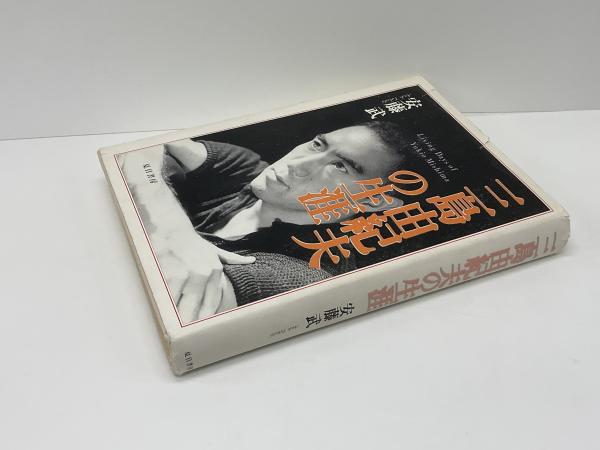 三島由紀夫
の生涯
Living Days of
Yukio Mishima
安藤武
夏目書房
三島由紀夫の生涯
安藤武
夏目書房